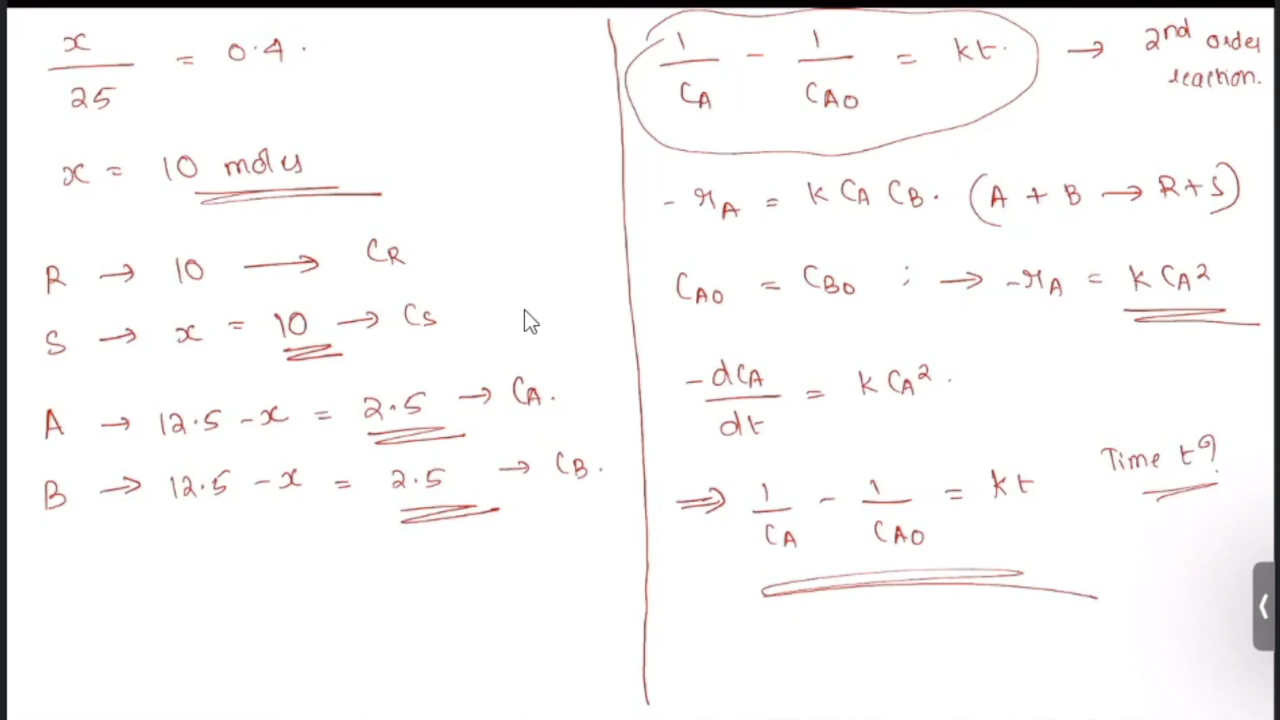 x/25 = 0.4.
x = 10 moles
R → 10 → CR
S → x = 10 → CS
A → 12.5 - x = 2.5 → CA.
B → 12.5 - x = 2.5 → CB.
1/CA - 1/CA0 = kt. → 2nd order reaction.
-rA = k CA CB. (A + B → R + S)
CA0 = CB0 ; → -rA = k CA²
-dCA/dt = k CA².
⇒ 1/CA - 1/CA0 = kt
Time t?